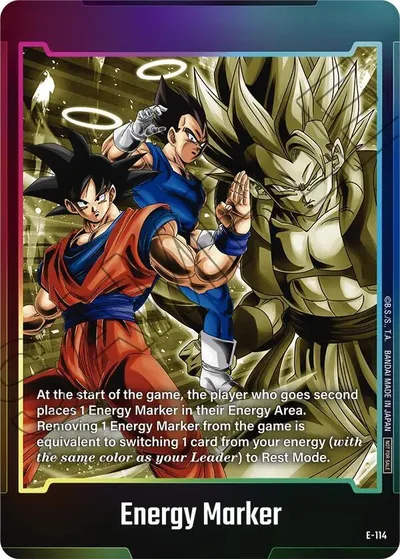 At the start of the game, the player who goes second
places 1 Energy Marker in their Energy Area.
Removing 1 Energy Marker from the game is
equivalent to switching 1 card from your energy (with
the same color as your Leader) to Rest Mode.
©B.S./S., T.A. BANDAI MADE IN JAPAN
NOT FOR SALE
Energy Marker
E-114